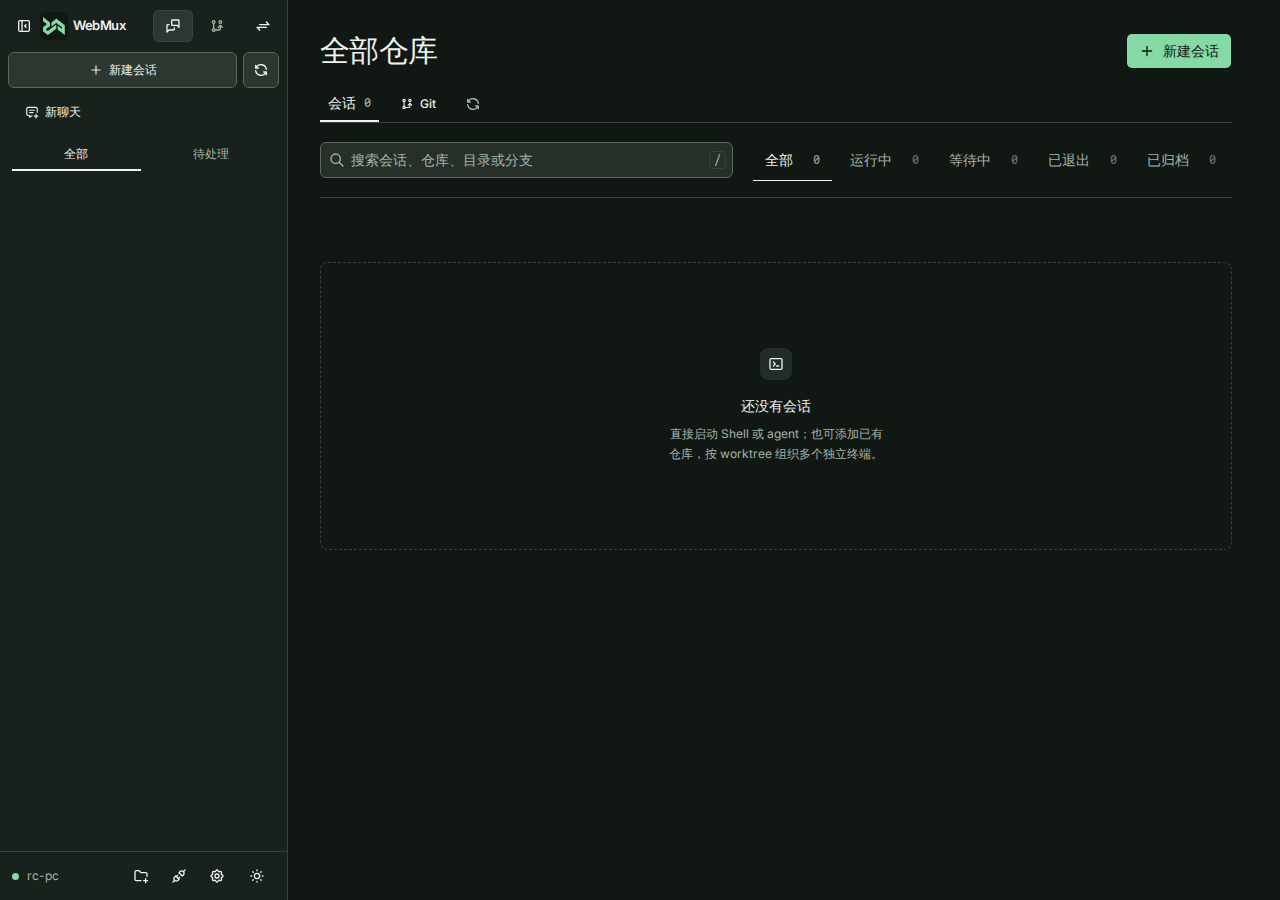 WebMux
新建会话
新聊天
全部 待处理
全部仓库
新建会话
会话 0 Git
搜索会话、仓库、目录或分支 /
全部 0 运行中 0 等待中 0 已退出 0 已归档 0
还没有会话
直接启动 Shell 或 agent；也可添加已有
仓库，按 worktree 组织多个独立终端。
rc-pc